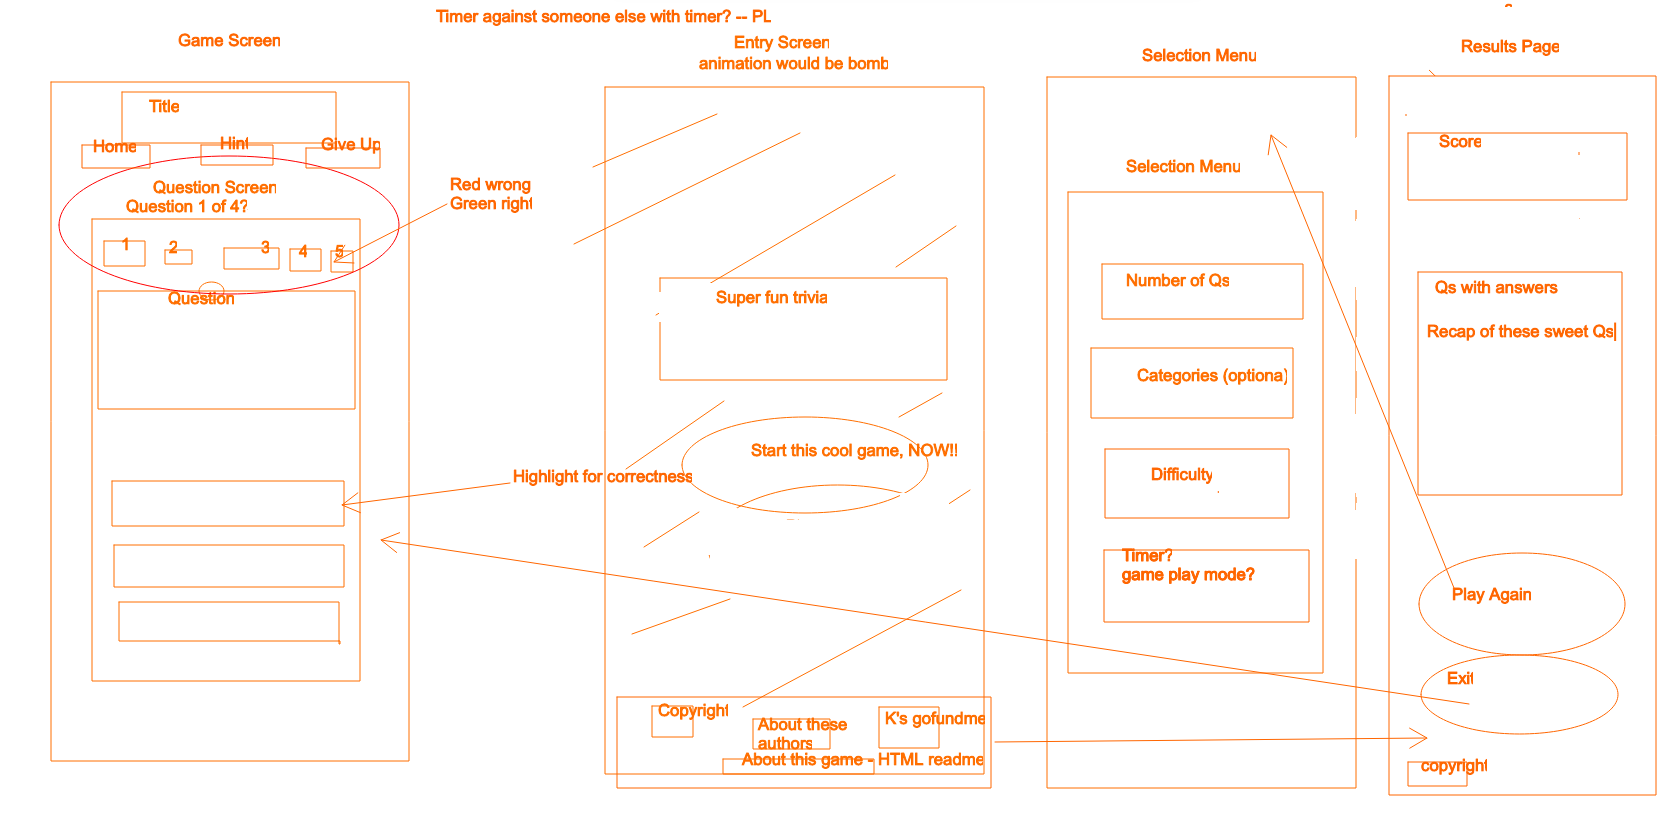 Timer against someone else with timer? -- PL
Game Screen
Title
Home
Hint
Give Up
Question Screen
Question 1 of 4?
1
2
3
4
5
Question
Red wrong
Green right
Highlight for correctness
Entry Screen
animation would be bomb
Super fun trivia
Start this cool game, NOW!!
Copyright
About these
authors
K's gofundme
About this game - HTML readme
Selection Menu
Selection Menu
Number of Qs
Categories (optiona)
Difficulty
Timer?
game play mode?
Results Page
Score
Qs with answers
Recap of these sweet Qs
Play Again
Exit
copyright